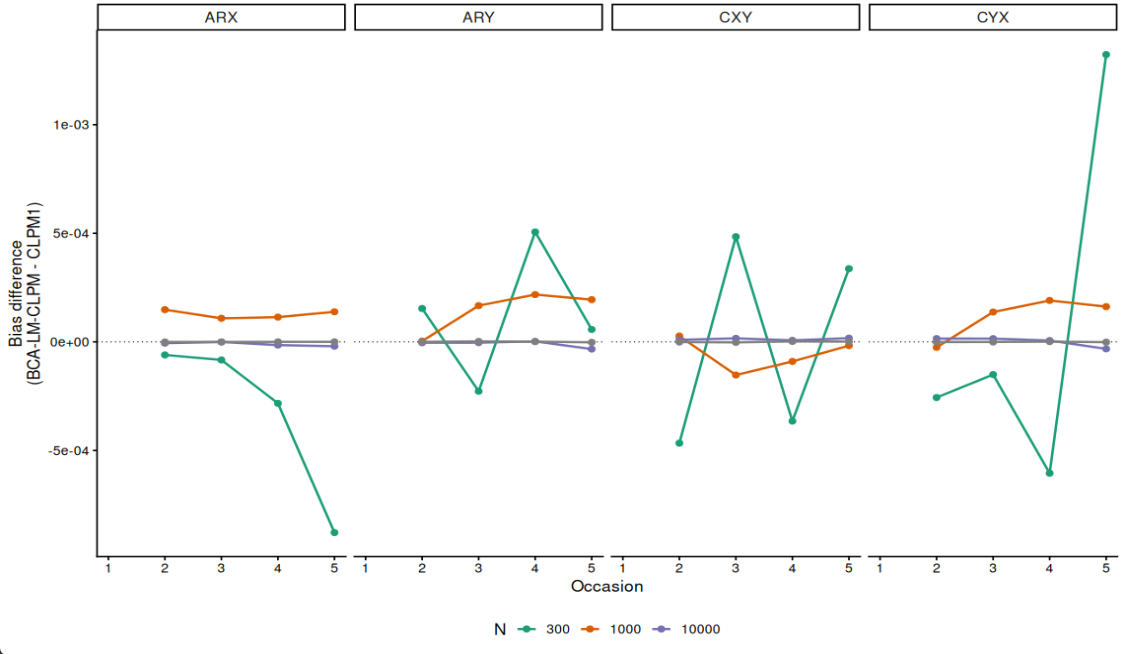 ARX ARY CXY CYX
Bias difference
(BCA-LM-CLPM - CLPM1)
1e-03
5e-04
0e+00
-5e-04
1 2 3 4 5 1 2 3 4 5 1 2 3 4 5 1 2 3 4 5
Occasion
N 300 1000 10000